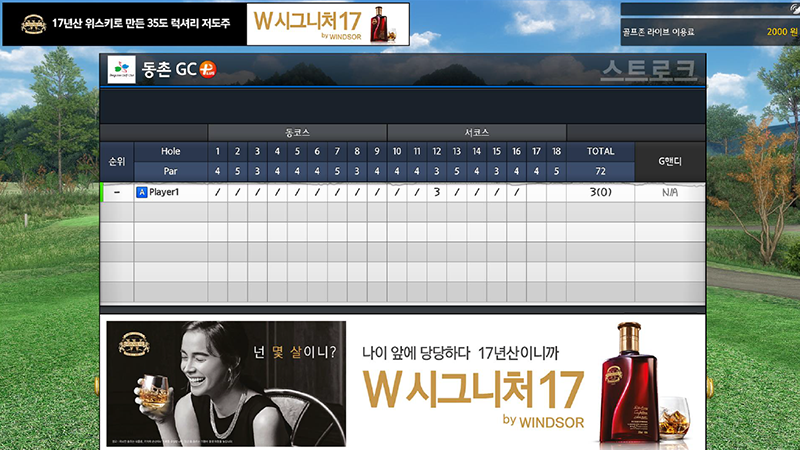 17년산 위스키로 만든 35도 럭셔리 저도주
W 시그니처 17
by WINDSOR
골프존 라이브 이용료 2000 원
동촌 GC PLUS
스트로크
동코스 서코스
순위 Hole 1 2 3 4 5 6 7 8 9 10 11 12 13 14 15 16 17 18 TOTAL G핸디
Par 4 5 3 4 4 4 5 3 4 4 4 3 5 4 3 4 4 5 72
- A Player1 / / / / / / / / / / / 3 / / / / 3(0) N/A
넌 몇 살이니?
나이 앞에 당당하다 17년산이니까
W 시그니처 17
by WINDSOR